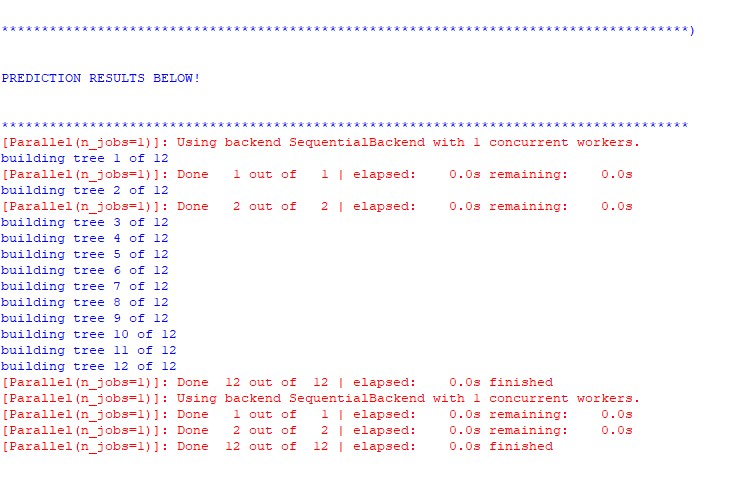 **************************************************************************************)
PREDICTION RESULTS BELOW!
**************************************************************************************
[Parallel(n_jobs=1)]: Using backend SequentialBackend with 1 concurrent workers.
building tree 1 of 12
[Parallel(n_jobs=1)]: Done   1 out of   1 | elapsed:    0.0s remaining:    0.0s
building tree 2 of 12
[Parallel(n_jobs=1)]: Done   2 out of   2 | elapsed:    0.0s remaining:    0.0s
building tree 3 of 12
building tree 4 of 12
building tree 5 of 12
building tree 6 of 12
building tree 7 of 12
building tree 8 of 12
building tree 9 of 12
building tree 10 of 12
building tree 11 of 12
building tree 12 of 12
[Parallel(n_jobs=1)]: Done  12 out of  12 | elapsed:    0.0s finished
[Parallel(n_jobs=1)]: Using backend SequentialBackend with 1 concurrent workers.
[Parallel(n_jobs=1)]: Done   1 out of   1 | elapsed:    0.0s remaining:    0.0s
[Parallel(n_jobs=1)]: Done   2 out of   2 | elapsed:    0.0s remaining:    0.0s
[Parallel(n_jobs=1)]: Done  12 out of  12 | elapsed:    0.0s finished